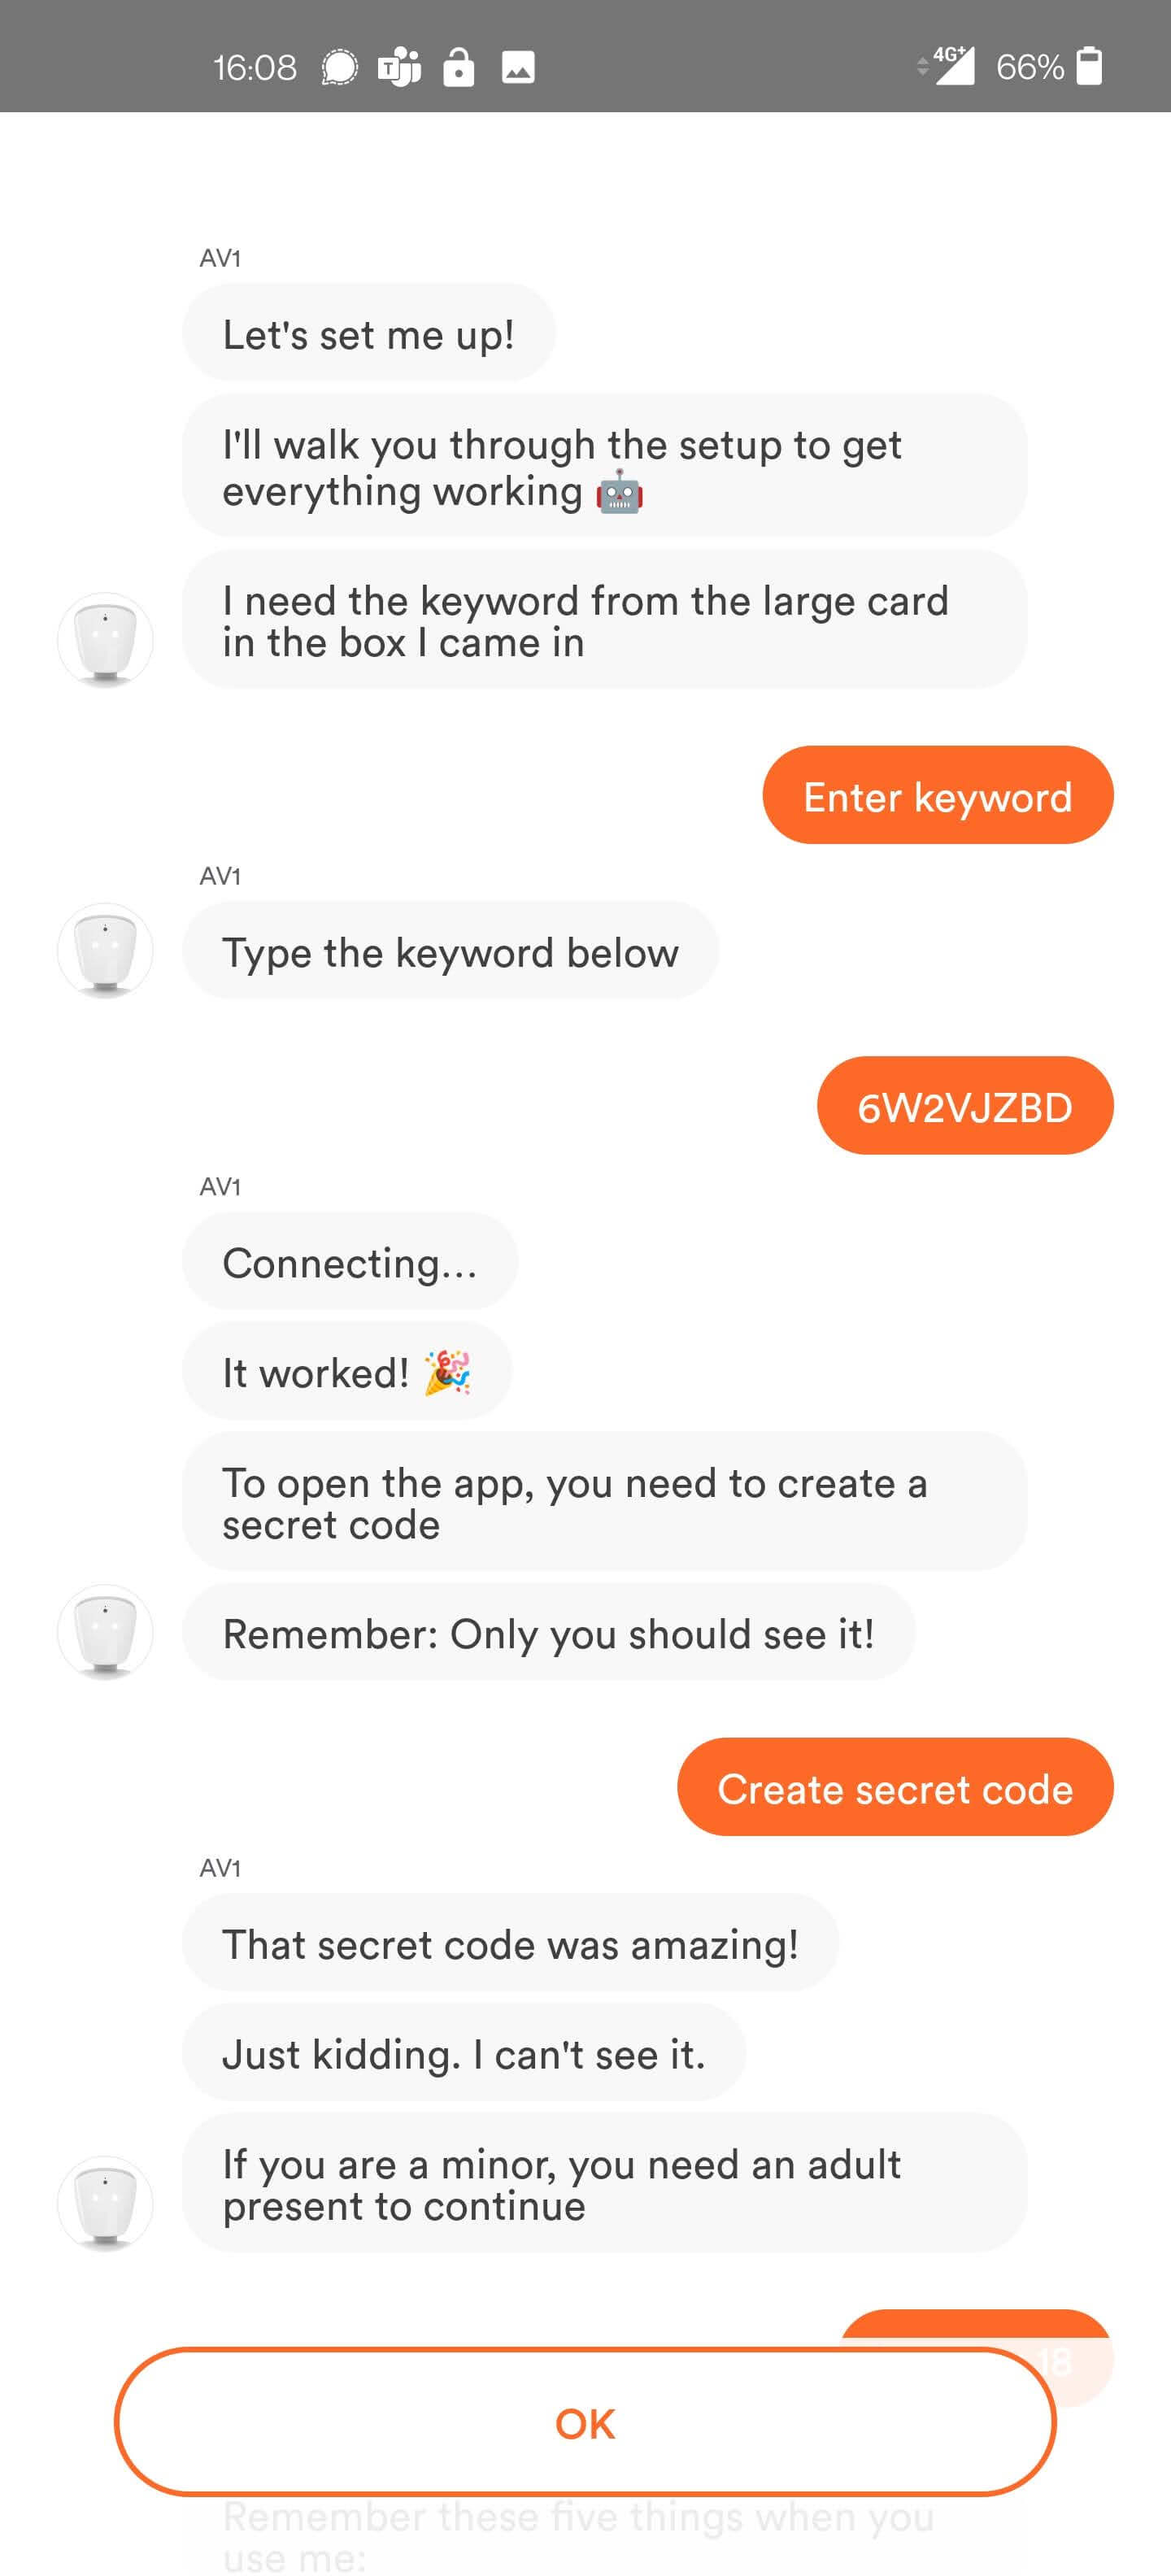 16:08
4G+ 66%
AV1
Let's set me up!
I'll walk you through the setup to get
everything working 🤖
I need the keyword from the large card
in the box I came in
Enter keyword
AV1
Type the keyword below
6W2VJZBD
AV1
Connecting...
It worked! 🎉
To open the app, you need to create a
secret code
Remember: Only you should see it!
Create secret code
AV1
That secret code was amazing!
Just kidding. I can't see it.
If you are a minor, you need an adult
present to continue
18
OK
Remember these five things when you
use me: